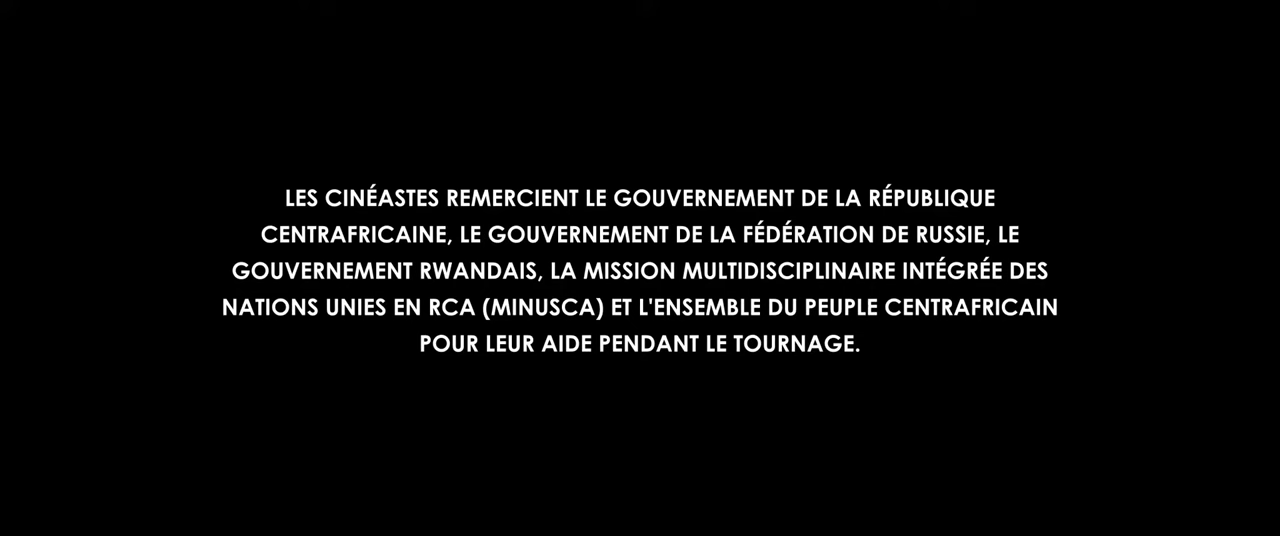 LES CINÉASTES REMERCIENT LE GOUVERNEMENT DE LA RÉPUBLIQUE
CENTRAFRICAINE, LE GOUVERNEMENT DE LA FÉDÉRATION DE RUSSIE, LE
GOUVERNEMENT RWANDAIS, LA MISSION MULTIDISCIPLINAIRE INTÉGRÉE DES
NATIONS UNIES EN RCA (MINUSCA) ET L'ENSEMBLE DU PEUPLE CENTRAFRICAIN
POUR LEUR AIDE PENDANT LE TOURNAGE.